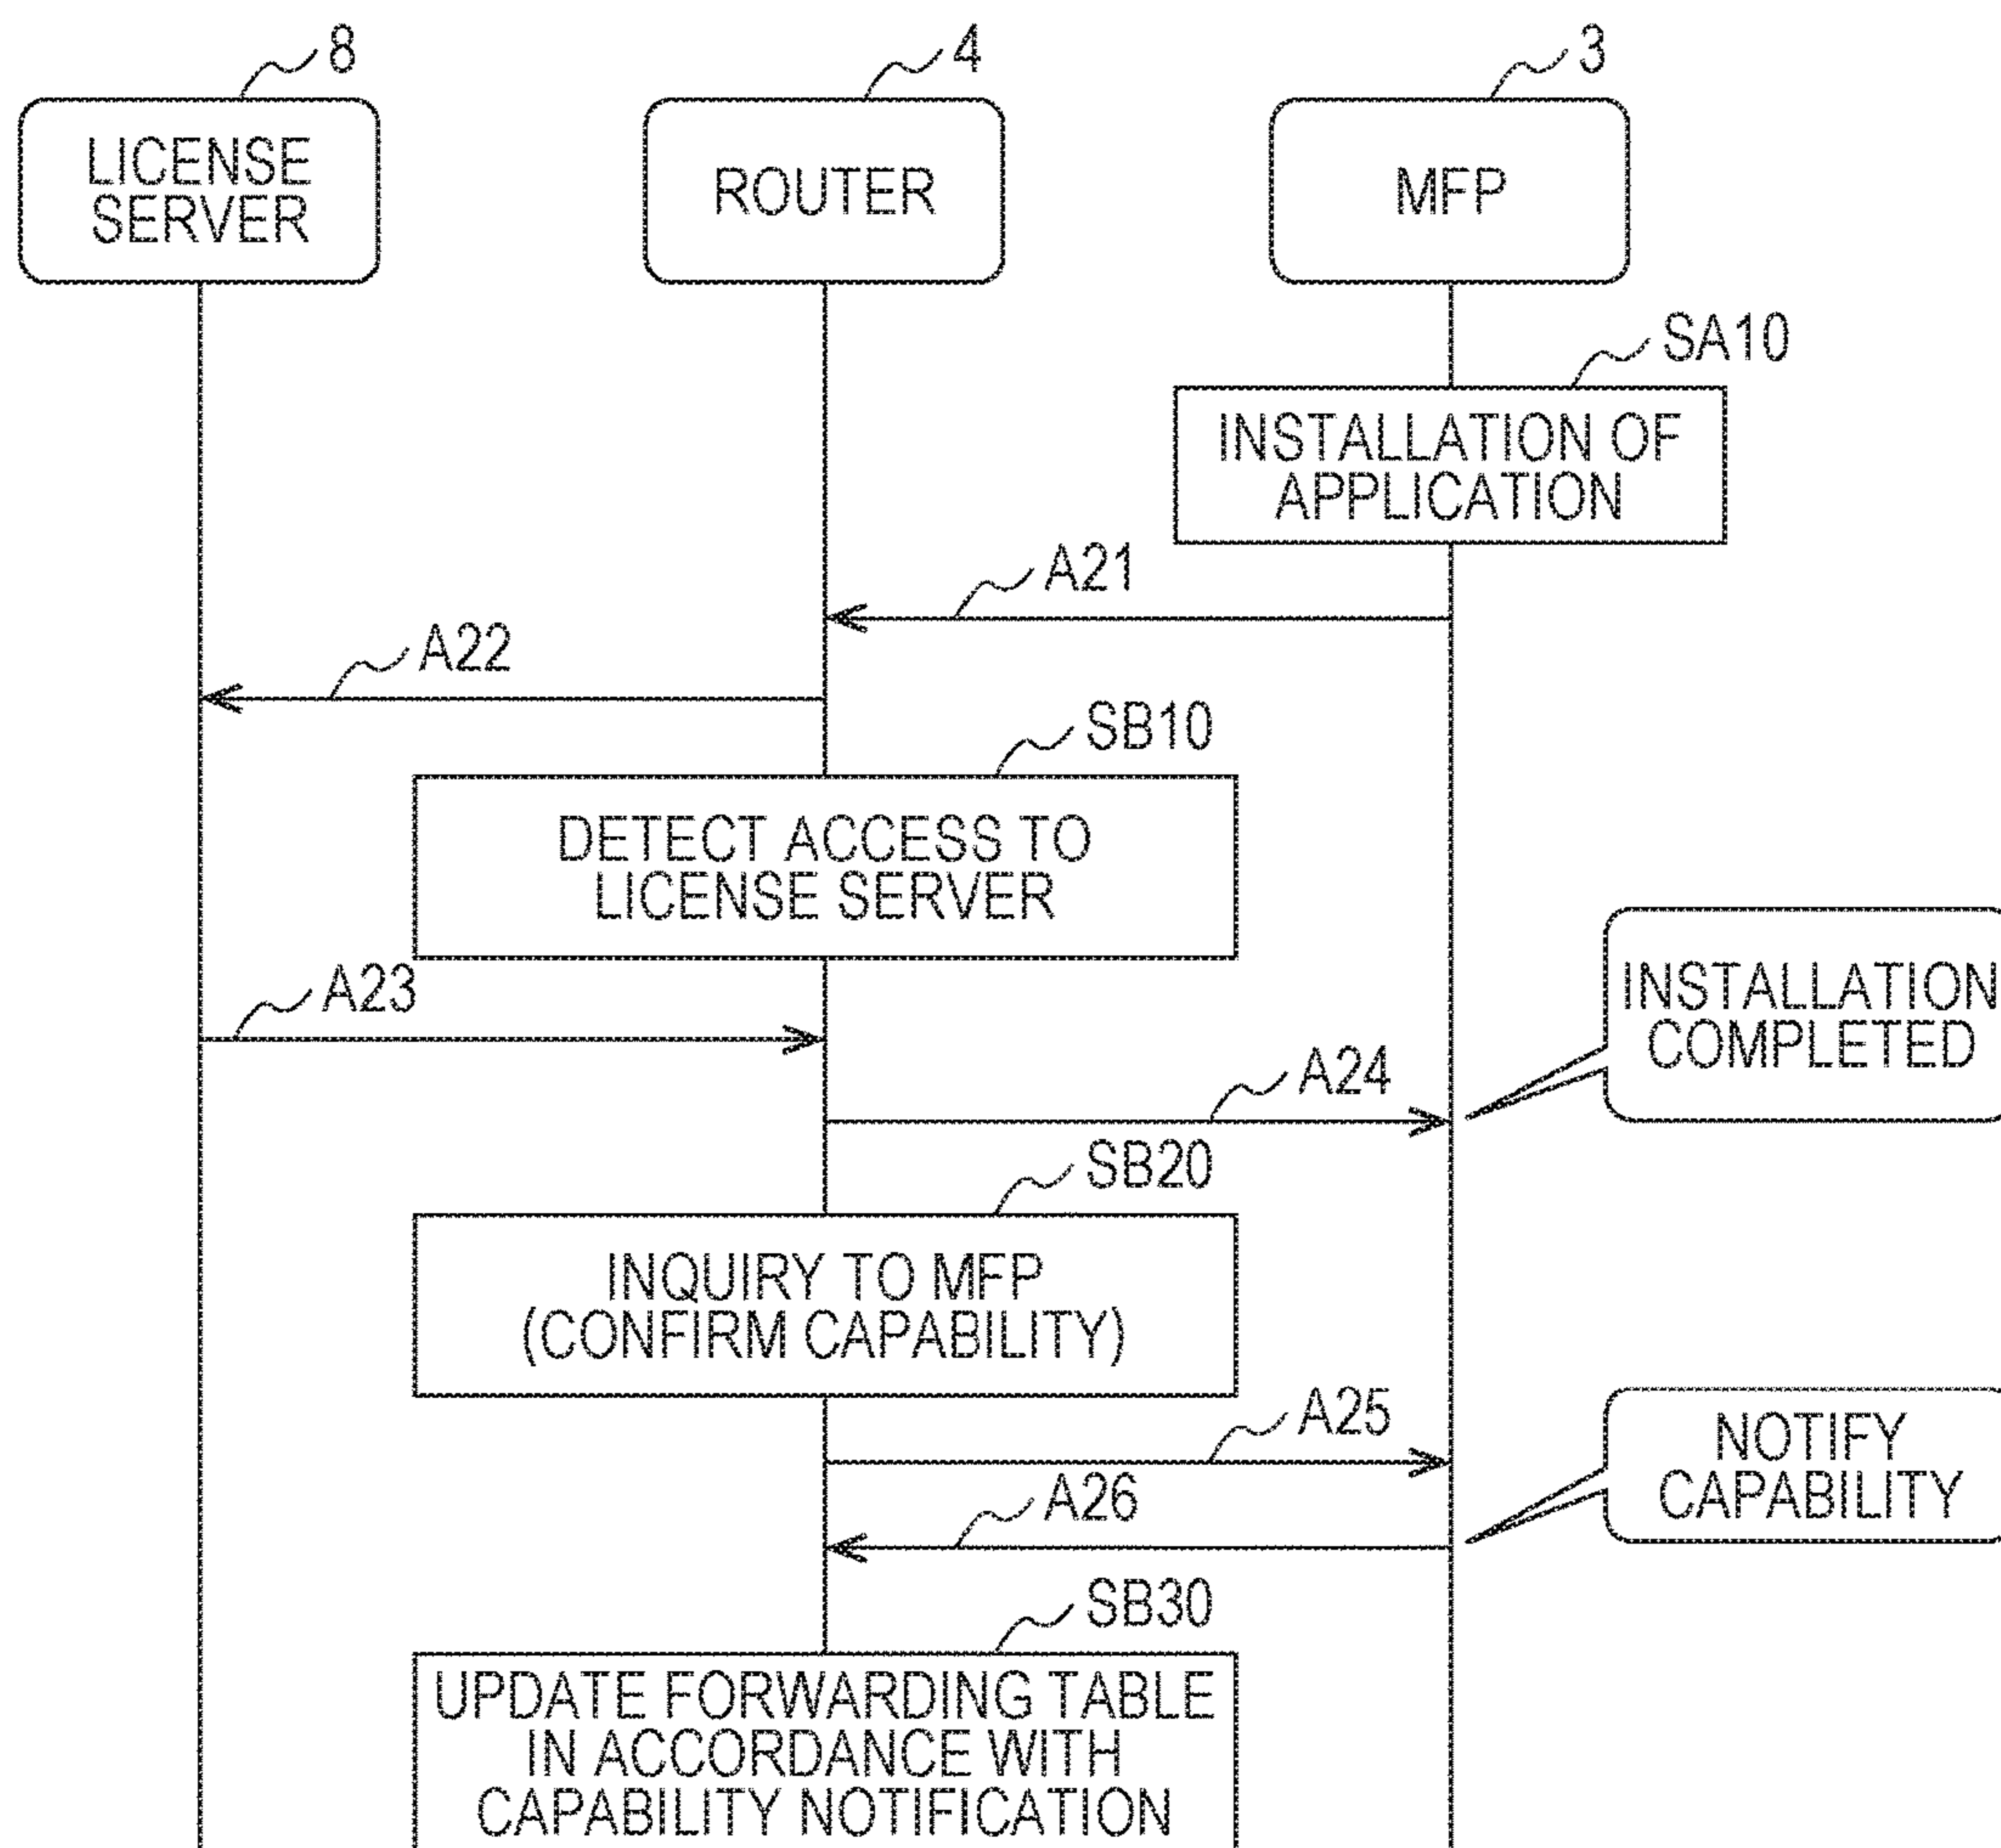 8
4
3
LICENSE
SERVER
ROUTER
MFP
SA10
INSTALLATION OF
APPLICATION
A21
A22
SB10
DETECT ACCESS TO
LICENSE SERVER
INSTALLATION
COMPLETED
A23
A24
SB20
INQUIRY TO MFP
(CONFIRM CAPABILITY)
A25
NOTIFY
CAPABILITY
A26
SB30
UPDATE FORWARDING TABLE
IN ACCORDANCE WITH
CAPABILITY NOTIFICATION